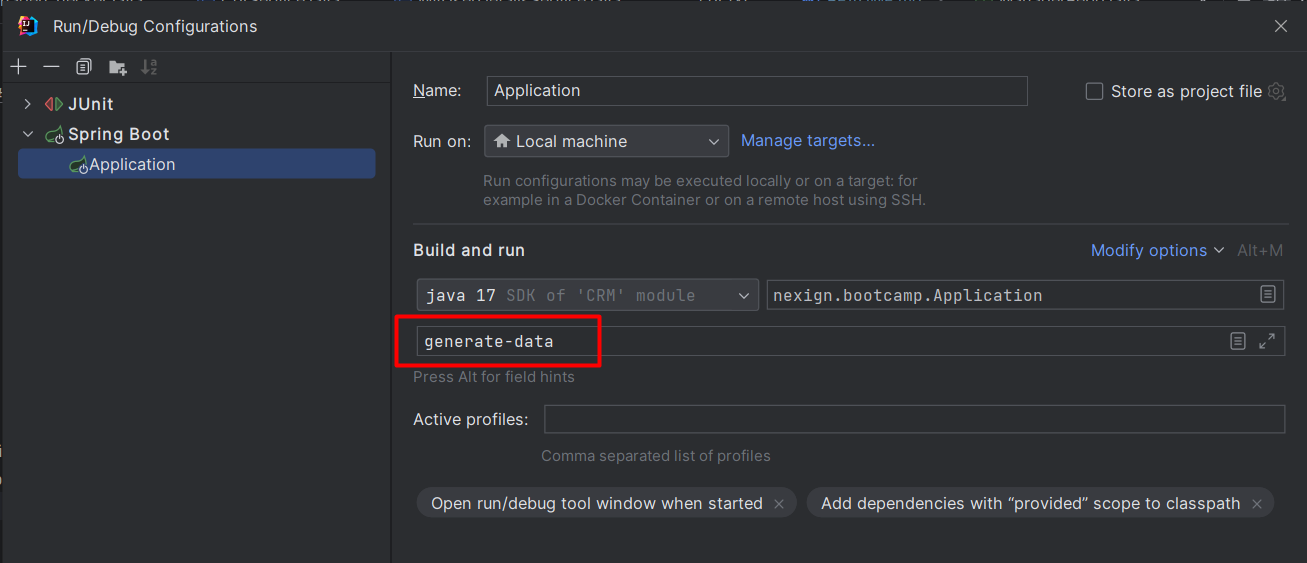 Run/Debug Configurations
JUnit
Spring Boot
Application
Name: Application Store as project file
Run on: Local machine Manage targets...
Run configurations may be executed locally or on a target: for
example in a Docker Container or on a remote host using SSH.
Build and run Modify options Alt+M
java 17 SDK of 'CRM' module nexign.bootcamp.Application
generate-data
Press Alt for field hints
Active profiles:
Comma separated list of profiles
Open run/debug tool window when started × Add dependencies with “provided” scope to classpath ×